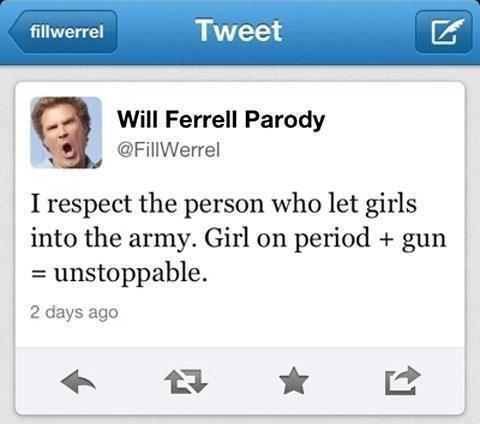 fillwerrel
Tweet
Will Ferrell Parody
@FillWerrel
I respect the person who let girls
into the army. Girl on period + gun
= unstoppable.
2 days ago